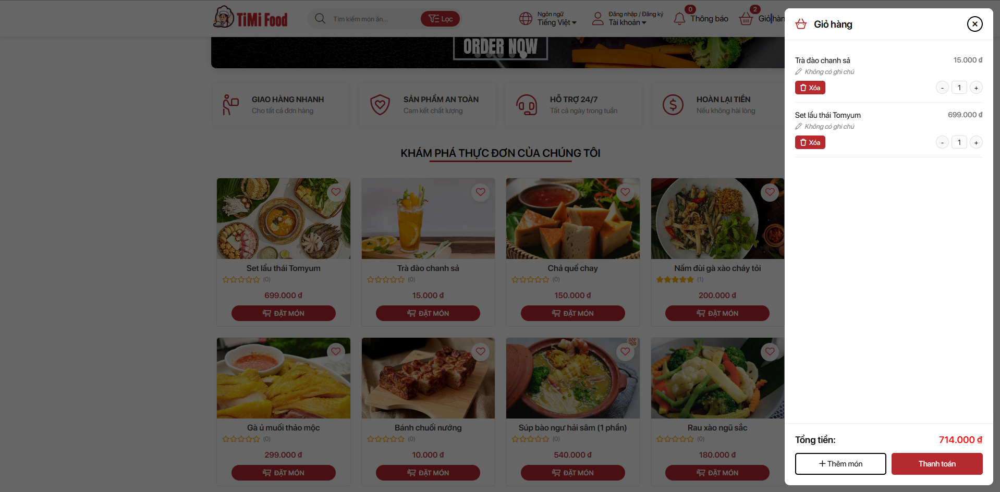 TiMi Food
Tìm kiếm món ăn...
Lọc
Ngôn ngữ
Tiếng Việt
Đăng nhập / Đăng ký
Tài khoản
0
Thông báo
2
Giỏ hàn
ORDER NOW
GIAO HÀNG NHANH
Cho tất cả đơn hàng
SẢN PHẨM AN TOÀN
Cam kết chất lượng
HỖ TRỢ 24/7
Tất cả ngày trong tuần
HOÀN LẠI TIỀN
Nếu không hài lòng
KHÁM PHÁ THỰC ĐƠN CỦA CHÚNG TÔI
Set lẩu thái Tomyum
(0)
699.000 ₫
ĐẶT MÓN
Trà đào chanh sả
(0)
15.000 ₫
ĐẶT MÓN
Chả quế chay
(0)
150.000 ₫
ĐẶT MÓN
Nấm đùi gà xào cháy tỏi
(1)
200.000 ₫
ĐẶT MÓN
Gà ủ muối thảo mộc
(0)
299.000 ₫
ĐẶT MÓN
Bánh chuối nướng
(0)
10.000 ₫
ĐẶT MÓN
Súp bào ngư hải sâm (1 phần)
(0)
540.000 ₫
ĐẶT MÓN
Rau xào ngũ sắc
(0)
180.000 ₫
ĐẶT MÓN
Giỏ hàng
Trà đào chanh sả
15.000 ₫
Không có ghi chú
Xóa
- 1 +
Set lẩu thái Tomyum
699.000 ₫
Không có ghi chú
Xóa
- 1 +
Tổng tiền:
714.000 ₫
+ Thêm món
Thanh toán